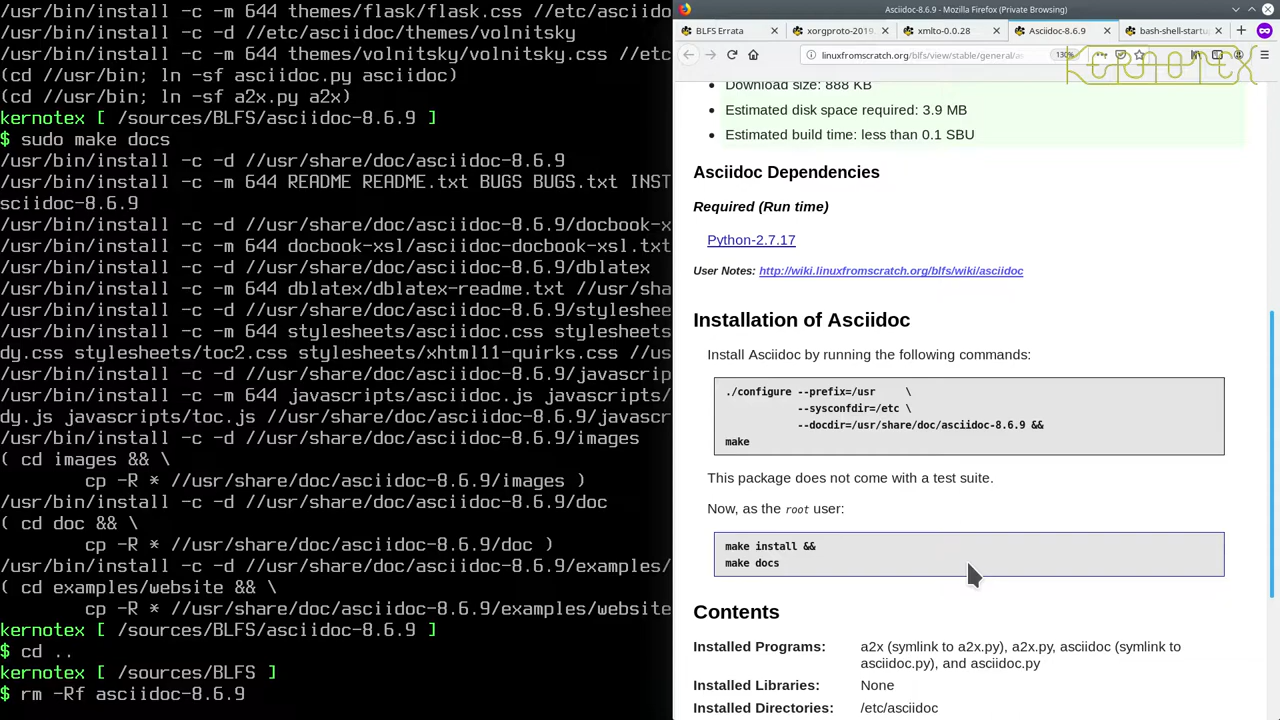 /usr/bin/install -c -m 644 themes/flask/flask.css //etc/asciido
/usr/bin/install -c -d //etc/asciidoc/themes/volnitsky
/usr/bin/install -c -m 644 themes/volnitsky/volnitsky.css //etc
(cd //usr/bin; ln -sf asciidoc.py asciidoc)
(cd //usr/bin; ln -sf a2x.py a2x)
kernotex [ /sources/BLFS/asciidoc-8.6.9 ]
$ sudo make docs
/usr/bin/install -c -d //usr/share/doc/asciidoc-8.6.9
/usr/bin/install -c -m 644 README README.txt BUGS BUGS.txt INST
sciidoc-8.6.9
/usr/bin/install -c -d //usr/share/doc/asciidoc-8.6.9/docbook-x
/usr/bin/install -c -m 644 docbook-xsl/asciidoc-docbook-xsl.txt
/usr/bin/install -c -d //usr/share/doc/asciidoc-8.6.9/dblatex
/usr/bin/install -c -m 644 dblatex/dblatex-readme.txt //usr/sha
/usr/bin/install -c -d //usr/share/doc/asciidoc-8.6.9/styleshee
/usr/bin/install -c -m 644 stylesheets/asciidoc.css stylesheets
dy.css stylesheets/toc2.css stylesheets/xhtml11-quirks.css //us
/usr/bin/install -c -d //usr/share/doc/asciidoc-8.6.9/javascrip
/usr/bin/install -c -m 644 javascripts/asciidoc.js javascripts/
dy.js javascripts/toc.js //usr/share/doc/asciidoc-8.6.9/javascr
/usr/bin/install -c -d //usr/share/doc/asciidoc-8.6.9/images
( cd images && \
cp -R * //usr/share/doc/asciidoc-8.6.9/images )
/usr/bin/install -c -d //usr/share/doc/asciidoc-8.6.9/doc
( cd doc && \
cp -R * //usr/share/doc/asciidoc-8.6.9/doc )
/usr/bin/install -c -d //usr/share/doc/asciidoc-8.6.9/examples/
( cd examples/website && \
cp -R * //usr/share/doc/asciidoc-8.6.9/examples/website
kernotex [ /sources/BLFS/asciidoc-8.6.9 ]
$ cd ..
kernotex [ /sources/BLFS ]
$ rm -Rf asciidoc-8.6.9
Asciidoc-8.6.9 - Mozilla Firefox (Private Browsing)
BLFS Errata
xorgproto-2019.
xmlto-0.0.28
Asciidoc-8.6.9
bash-shell-startu
linuxfromscratch.org/blfs/view/stable/general/as
130%
kernotex
Download size: 888 KB
Estimated disk space required: 3.9 MB
Estimated build time: less than 0.1 SBU
Asciidoc Dependencies
Required (Run time)
Python-2.7.17
User Notes: http://wiki.linuxfromscratch.org/blfs/wiki/asciidoc
Installation of Asciidoc
Install Asciidoc by running the following commands:
./configure --prefix=/usr \
--sysconfdir=/etc \
--docdir=/usr/share/doc/asciidoc-8.6.9 &&
make
This package does not come with a test suite.
Now, as the root user:
make install &&
make docs
Contents
Installed Programs: a2x (symlink to a2x.py), a2x.py, asciidoc (symlink to
asciidoc.py), and asciidoc.py
Installed Libraries: None
Installed Directories: /etc/asciidoc